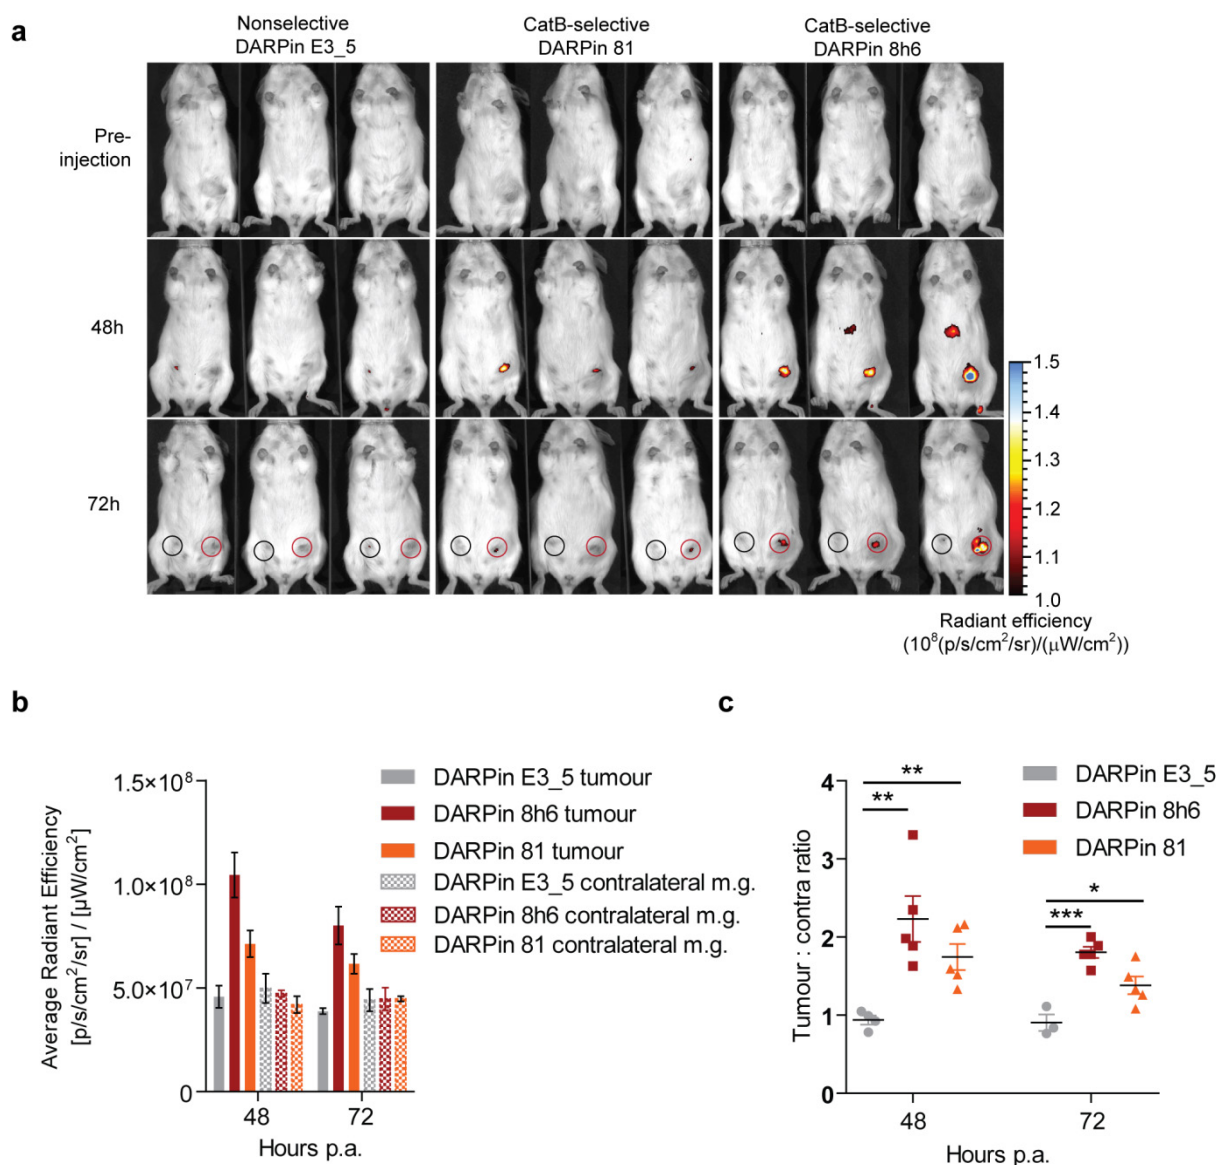 a
Nonselective
DARPin E3_5
CatB-selective
DARPin 81
CatB-selective
DARPin 8h6
Pre-
injection
48h
72h
1.5
1.4
1.3
1.2
1.1
1.0
Radiant efficiency
(10⁸(p/s/cm²/sr)/(μW/cm²))
b
Average Radiant Efficiency
[p/s/cm²/sr] / [μW/cm²]
1.5×10⁸
1.0×10⁸
5.0×10⁷
0
48
72
Hours p.a.
DARPin E3_5 tumour
DARPin 8h6 tumour
DARPin 81 tumour
DARPin E3_5 contralateral m.g.
DARPin 8h6 contralateral m.g.
DARPin 81 contralateral m.g.
c
Tumour : contra ratio
4
3
2
1
0
**
**
*
***
48
72
Hours p.a.
DARPin E3_5
DARPin 8h6
DARPin 81